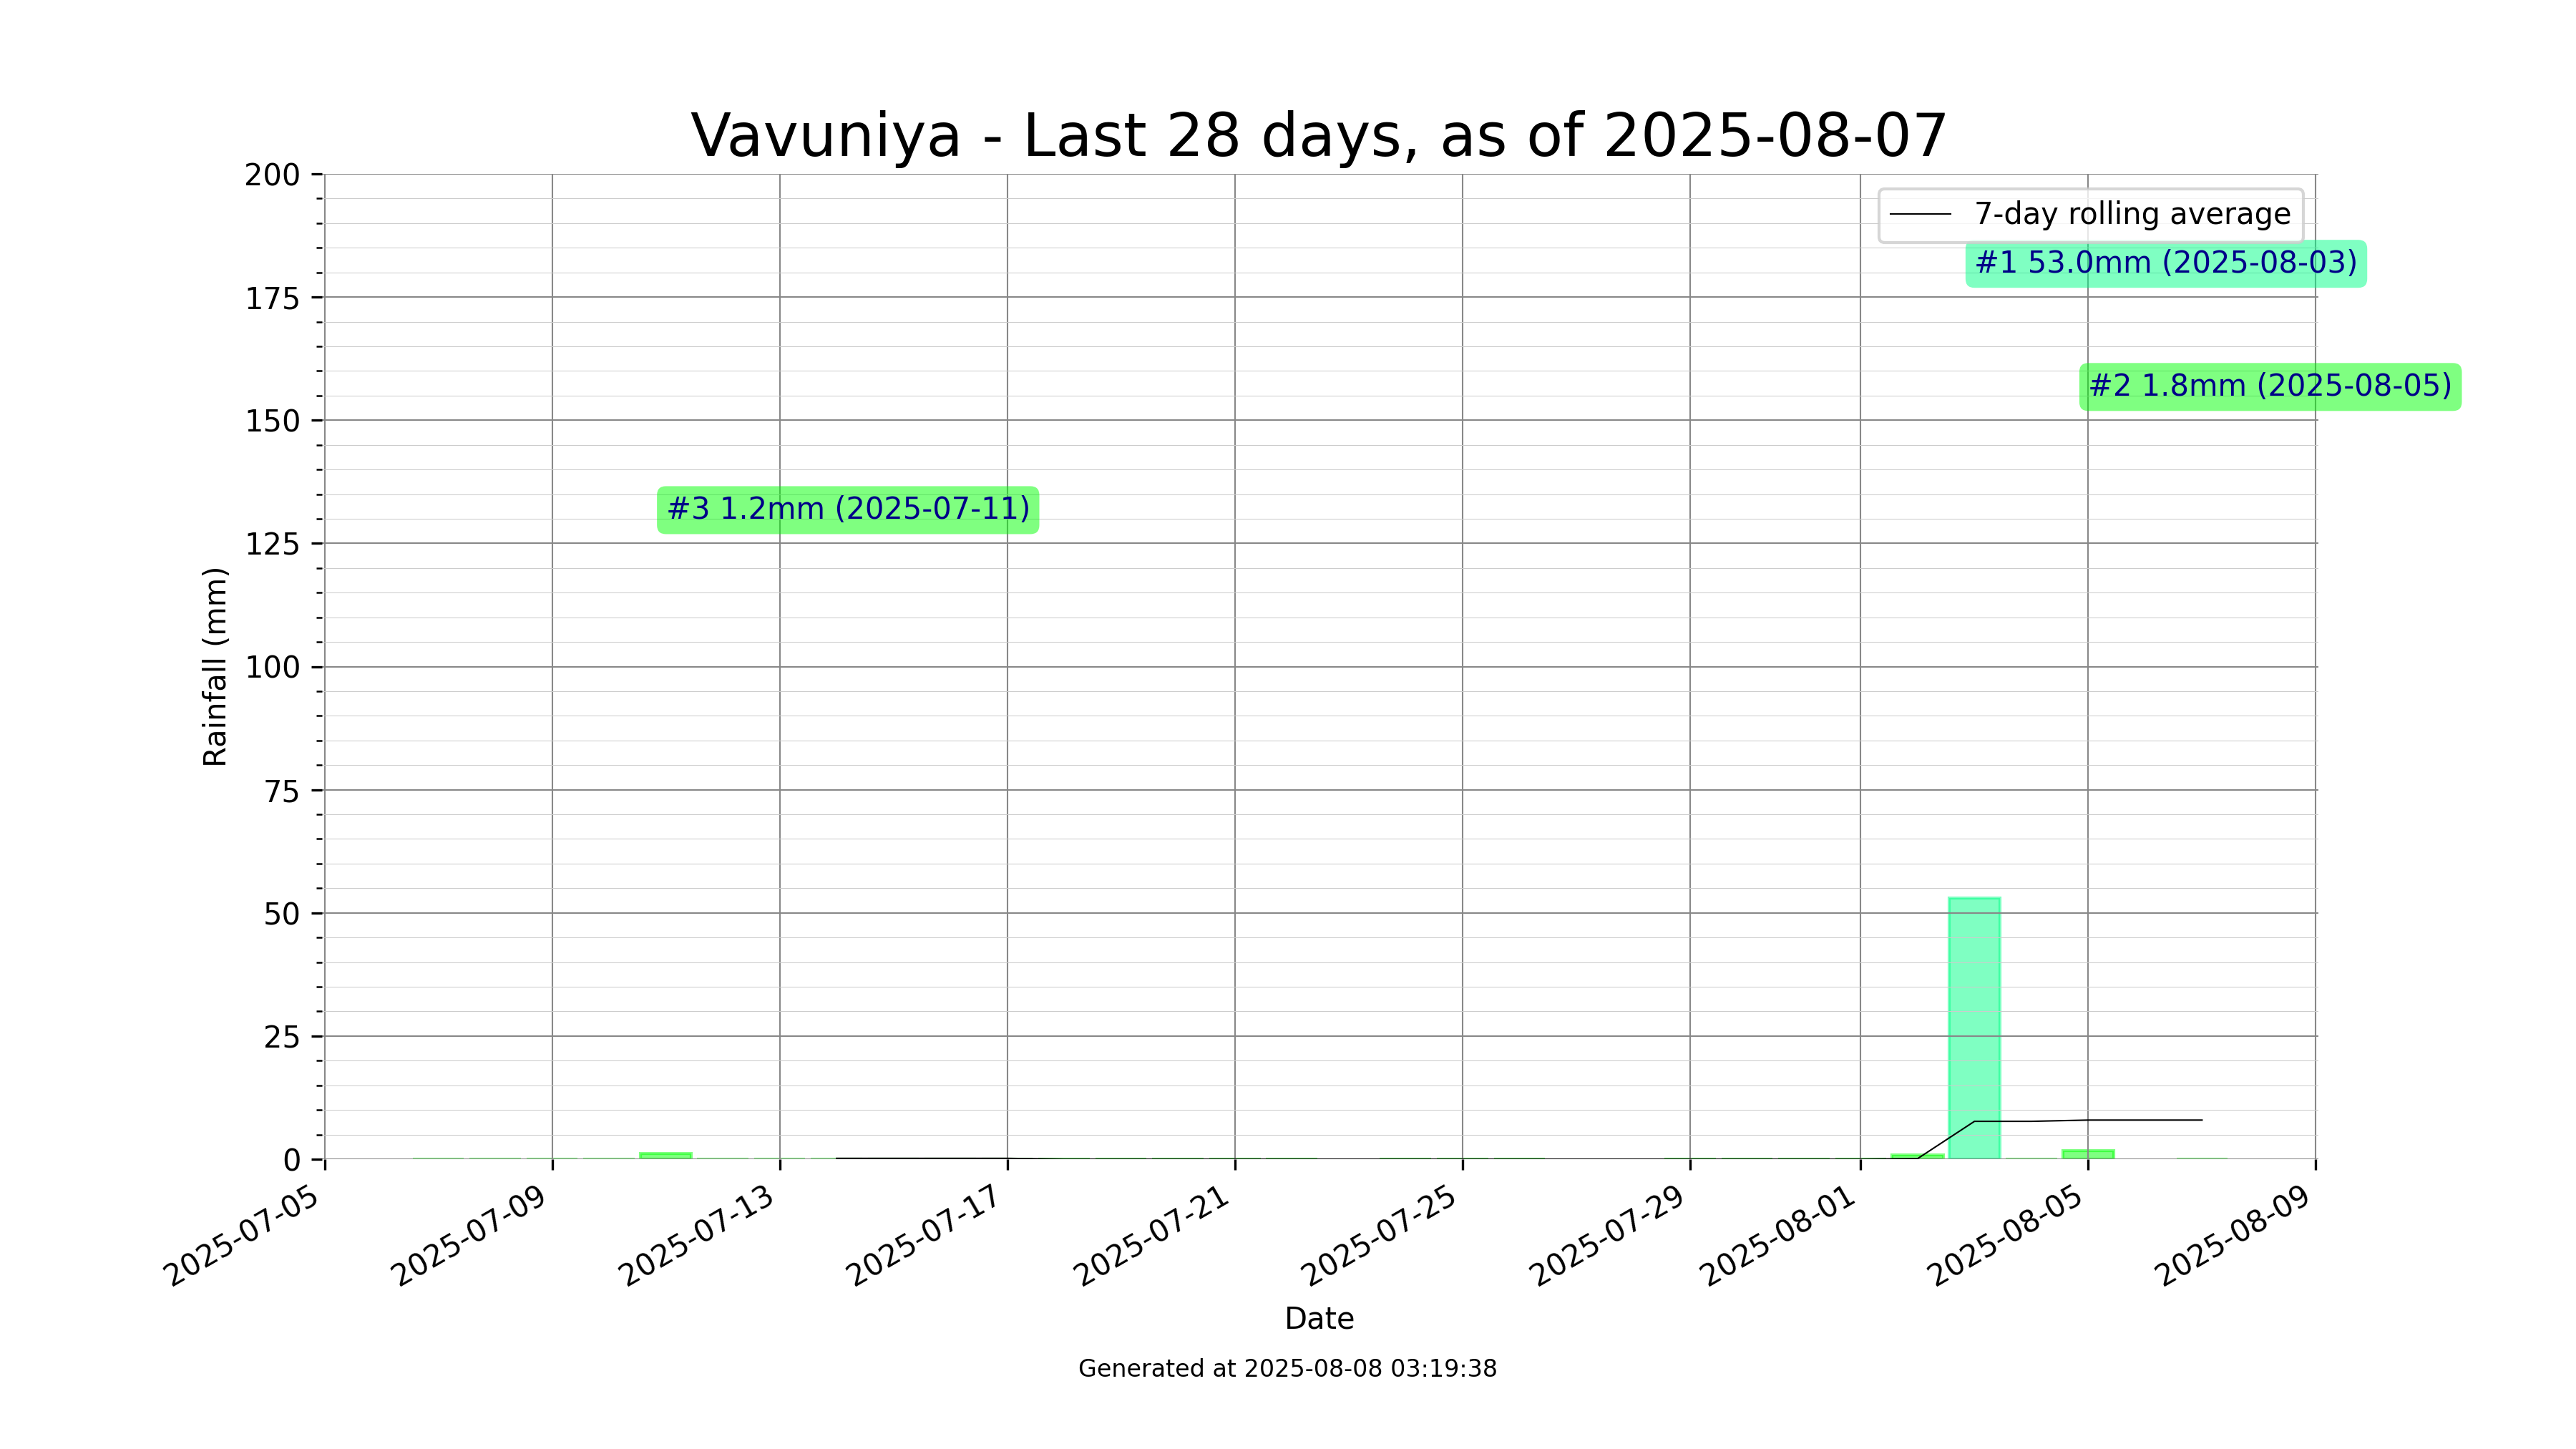 Vavuniya - Last 28 days, as of 2025-08-07
200
175
150
125
100
75
50
25
0
Rainfall (mm)
7-day rolling average
#1 53.0mm (2025-08-03)
#2 1.8mm (2025-08-05)
#3 1.2mm (2025-07-11)
2025-07-05
2025-07-09
2025-07-13
2025-07-17
2025-07-21
2025-07-25
2025-07-29
2025-08-01
2025-08-05
2025-08-09
Date
Generated at 2025-08-08 03:19:38